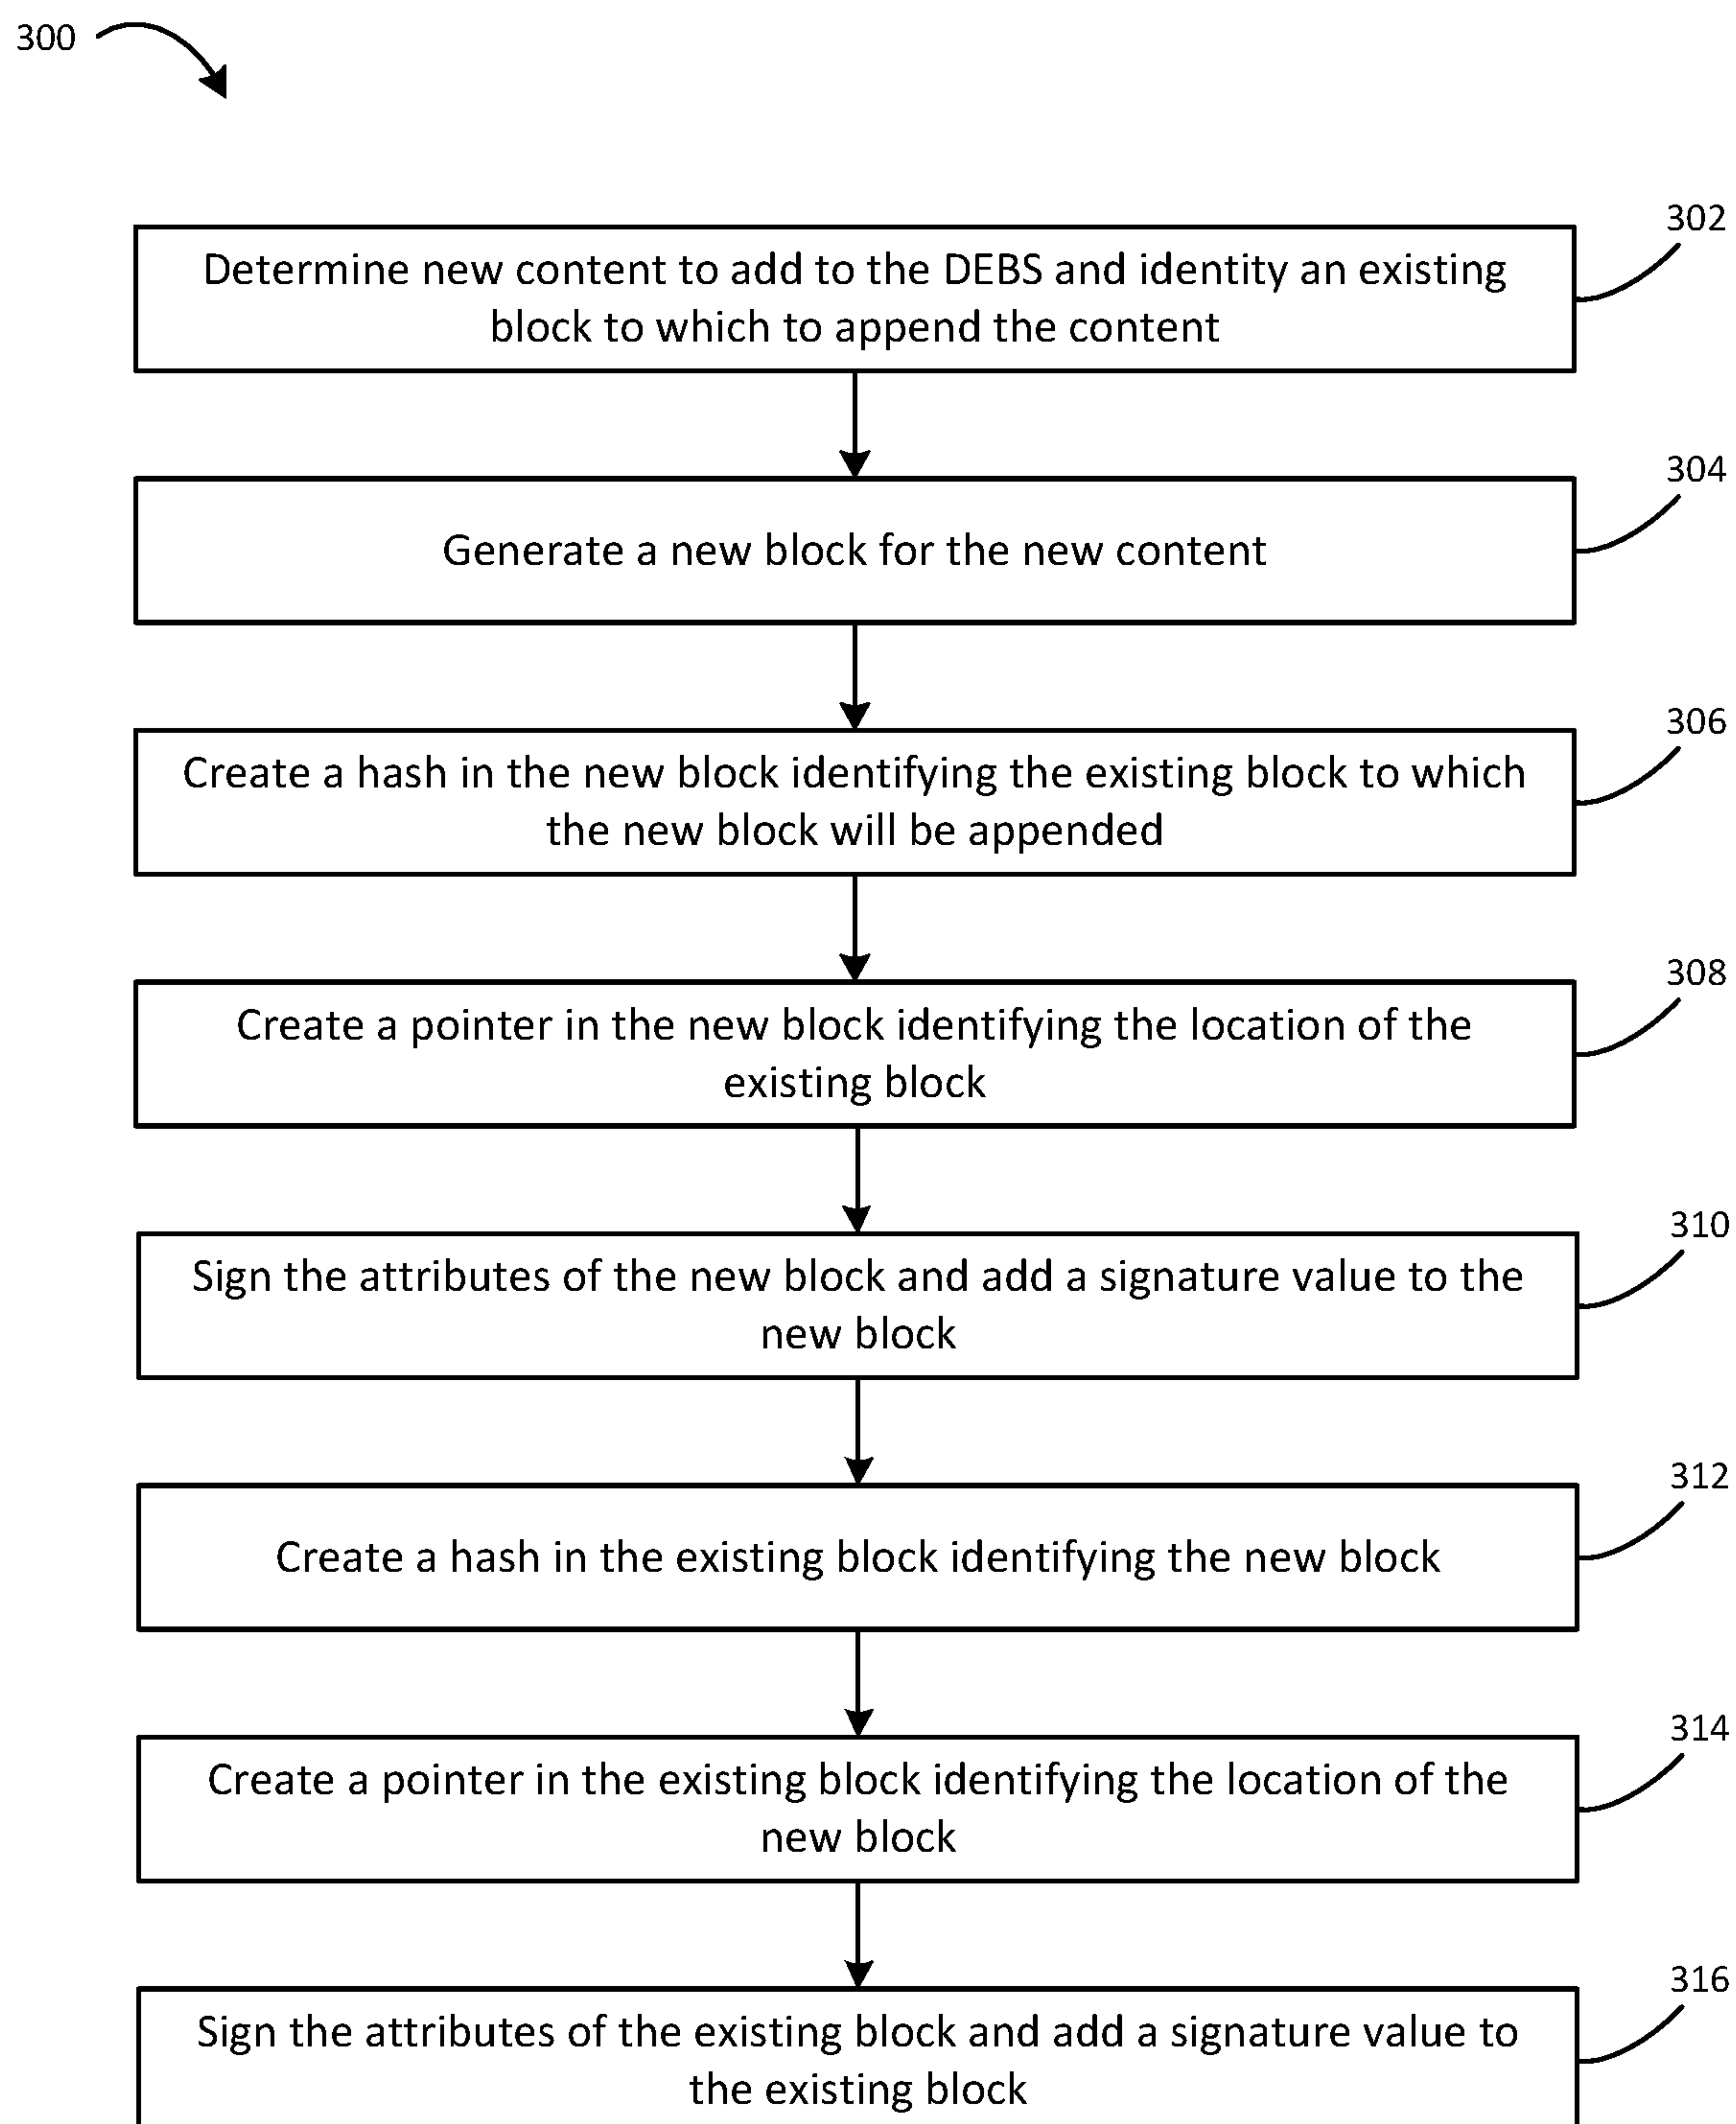 300
302
Determine new content to add to the DEBS and identity an existing
block to which to append the content
304
Generate a new block for the new content
306
Create a hash in the new block identifying the existing block to which
the new block will be appended
308
Create a pointer in the new block identifying the location of the
existing block
310
Sign the attributes of the new block and add a signature value to the
new block
312
Create a hash in the existing block identifying the new block
314
Create a pointer in the existing block identifying the location of the
new block
316
Sign the attributes of the existing block and add a signature value to
the existing block